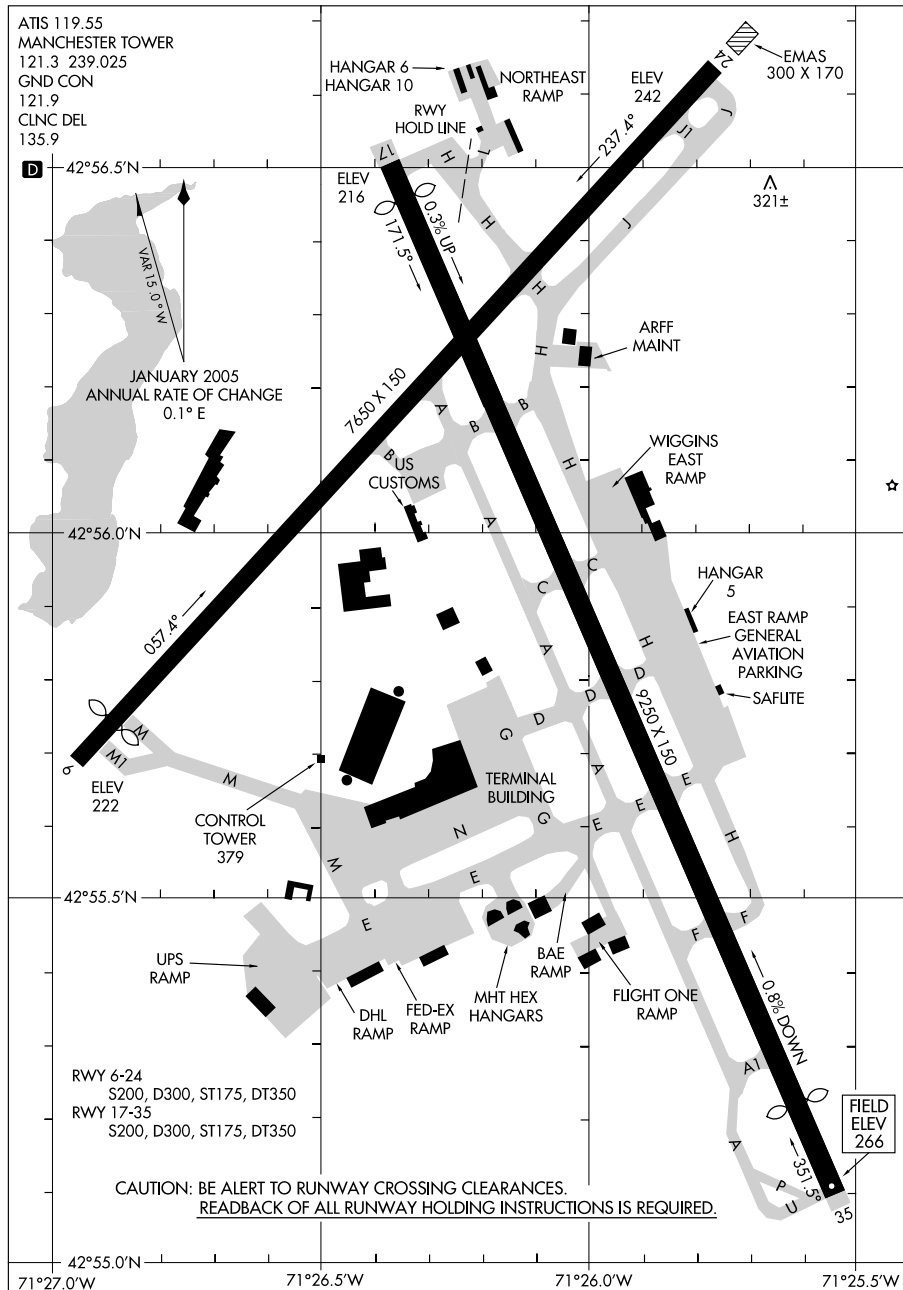 ATIS 119.55
MANCHESTER TOWER
121.3 239.025
GND CON
121.9
CLNC DEL
135.9
D
HANGAR 6
HANGAR 10
NORTHEAST
RAMP
RWY
HOLD LINE
ELEV
242
24
EMAS
300 X 170
237.4°
J1
J
J
L
H
H
H
H
H
17
42°56.5'N
ELEV
216
171.5°
0.3% UP
321±
VAR 15.0° W
JANUARY 2005
ANNUAL RATE OF CHANGE
0.1° E
7650 X 150
ARFF
MAINT
A
B
B
B
H
US
CUSTOMS
WIGGINS
EAST
RAMP
A
42°56.0'N
C
C
HANGAR
5
EAST RAMP
GENERAL
AVIATION
PARKING
SAFLITE
057.4°
A
H
D
D
D
D
G
9250 X 150
M
M1
M
6
ELEV
222
CONTROL
TOWER
379
TERMINAL
BUILDING
A
G
E
E
E
E
N
M
H
E
E
42°55.5'N
F
F
UPS
RAMP
DHL
RAMP
FED-EX
RAMP
MHT HEX
HANGARS
BAE
RAMP
FLIGHT ONE
RAMP
0.8% DOWN
A1
RWY 6-24
S200, D300, ST175, DT350
RWY 17-35
S200, D300, ST175, DT350
FIELD
ELEV
266
A
351.5°
P
U
35
CAUTION: BE ALERT TO RUNWAY CROSSING CLEARANCES.
READBACK OF ALL RUNWAY HOLDING INSTRUCTIONS IS REQUIRED.
42°55.0'N
71°27.0'W
71°26.5'W
71°26.0'W
71°25.5'W